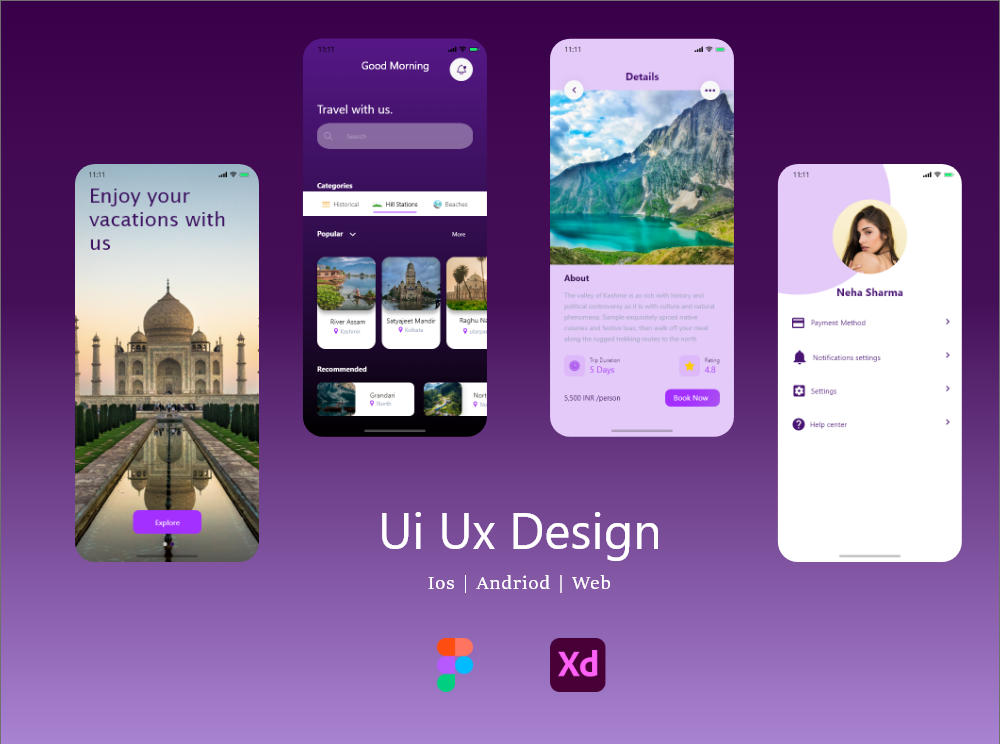 11:11
Enjoy your
vacations with
us
Explore
11:11
Good Morning
Travel with us.
Search
Categories
Historical
Hill Stations
Beaches
Popular
More
River Assam
Kashmire
Satyajeet Mandir
Kolkata
Raghu Na
Recommended
Grandari
North
Nort
11:11
Details
About
The valley of Kashmire is as rich with history and
political controversy as it is with culture and natural
phenomena. Sample exquisitely spiced native
cuisines and festive teas, then walk off your meal
along the rugged trekking routes to the north
Trip Duration
5 Days
Rating
4.8
5,500 INR /person
Book Now
11:11
Neha Sharma
Payment Method
Notifications settings
Settings
Help center
Ui Ux Design
Ios | Andriod | Web
Xd